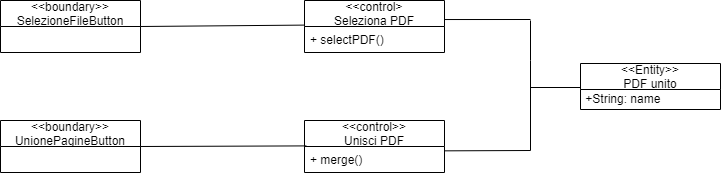 <<boundary>>
SelezioneFileButton
<<control>
Seleziona PDF
+ selectPDF()
<<Entity>>
PDF unito
+String: name
<<boundary>>
UnionePagineButton
<<control>>
Unisci PDF
+ merge()